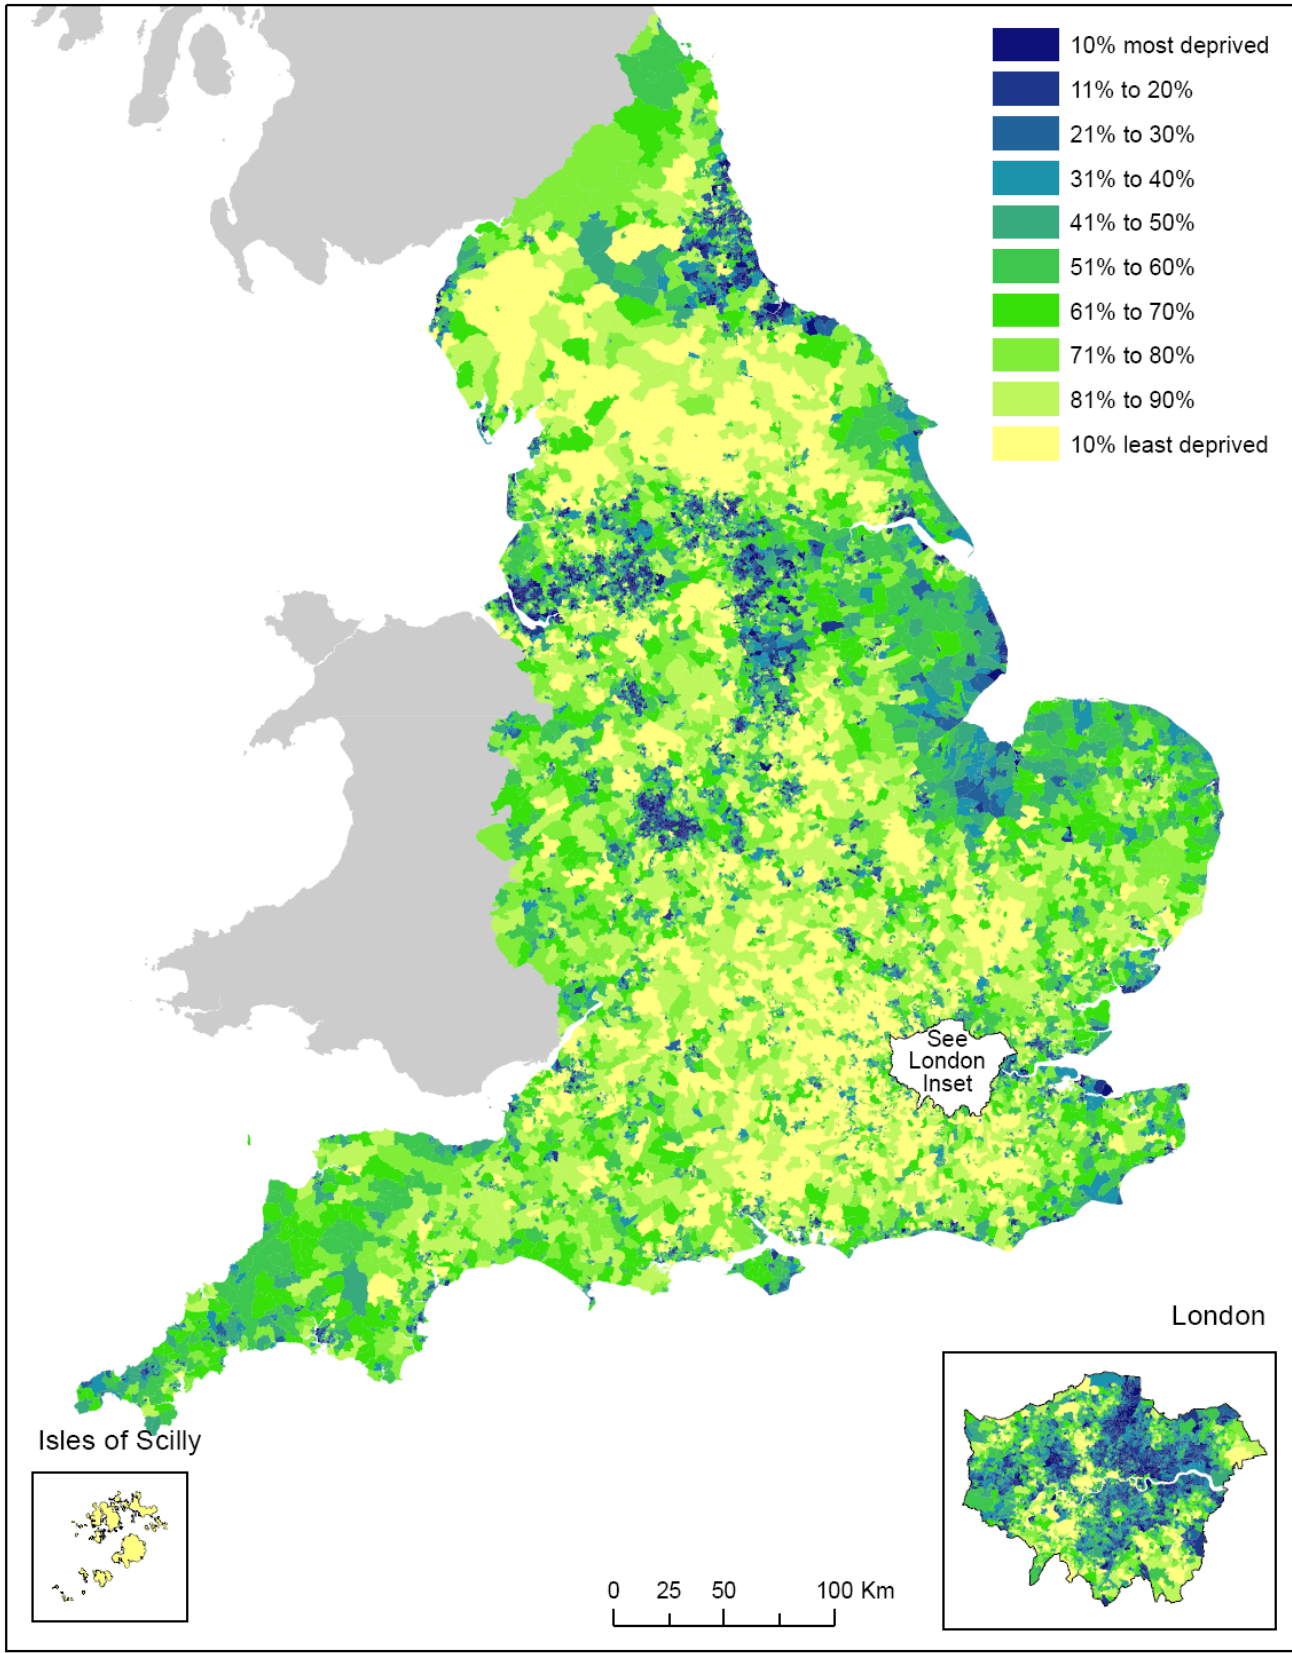 10% most deprived
11% to 20%
21% to 30%
31% to 40%
41% to 50%
51% to 60%
61% to 70%
71% to 80%
81% to 90%
10% least deprived
See
London
Inset
London
Isles of Scilly
0 25 50 100 Km